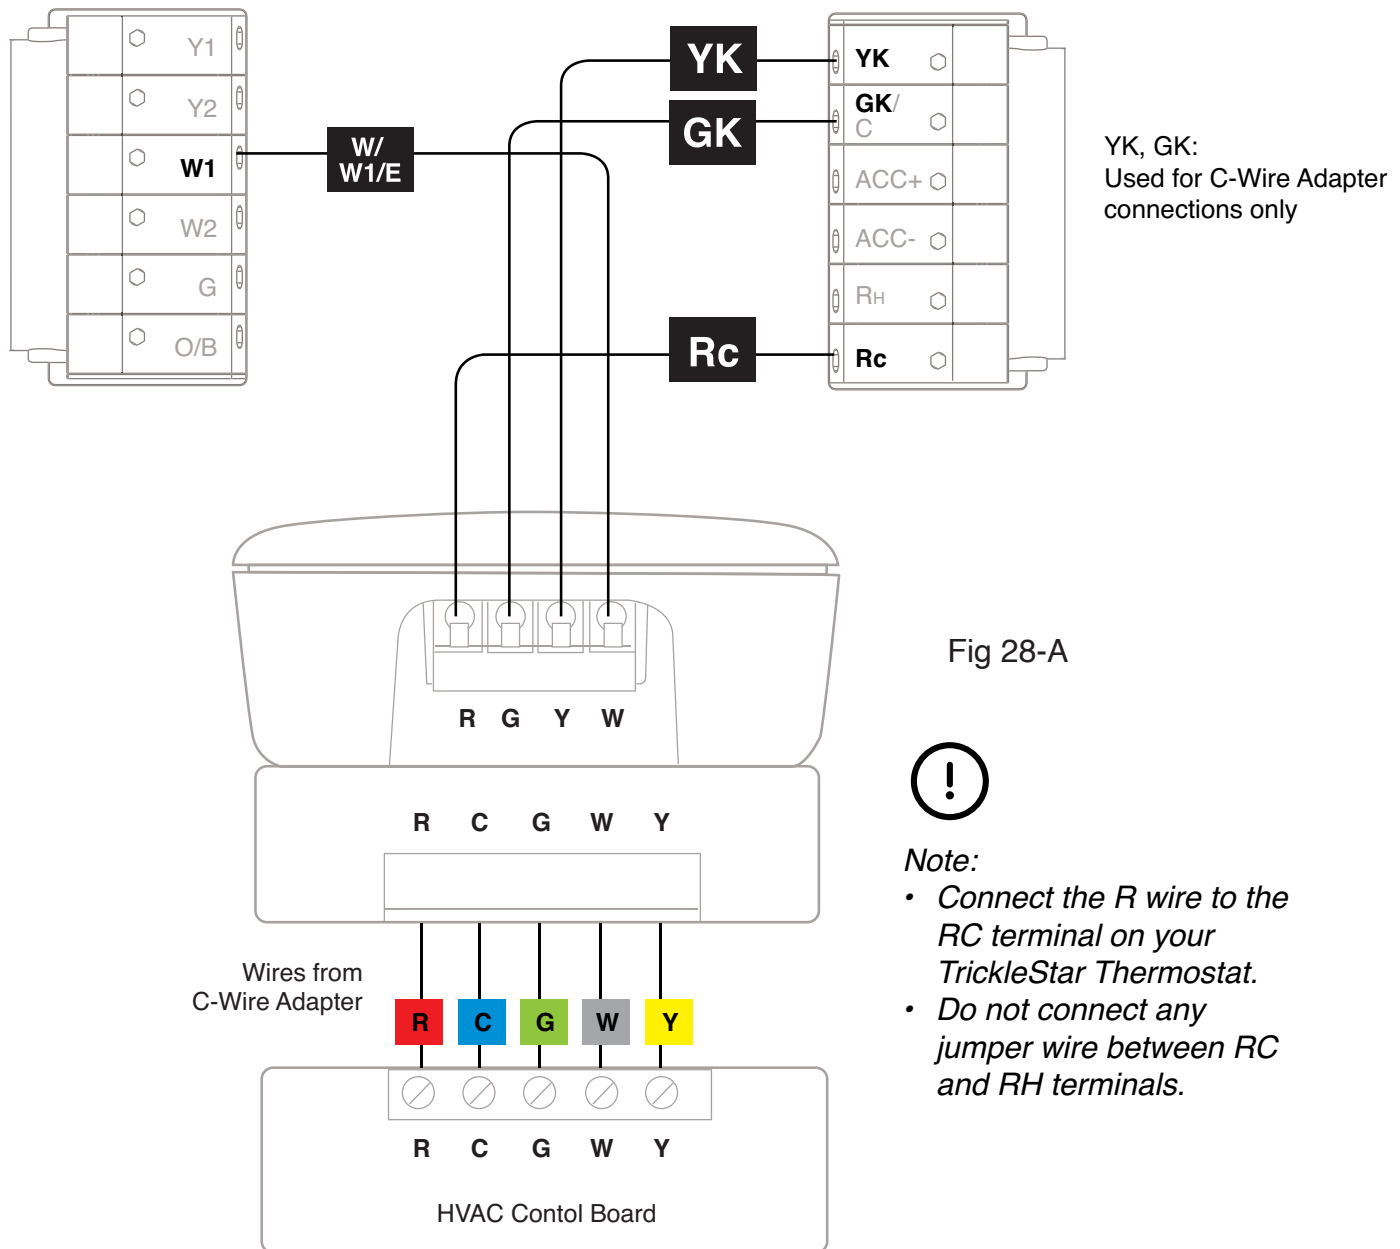 Y1
Y2
W1
W2
G
O/B
W/
W1/E
YK
GK
Rc
YK
GK/
C
ACC+
ACC-
RH
Rc
YK, GK:
Used for C-Wire Adapter
connections only
R G Y W
Fig 28-A
R C G W Y
Note:
• Connect the R wire to the
RC terminal on your
TrickleStar Thermostat.
• Do not connect any
jumper wire between RC
and RH terminals.
Wires from
C-Wire Adapter
R C G W Y
R C G W Y
HVAC Contol Board